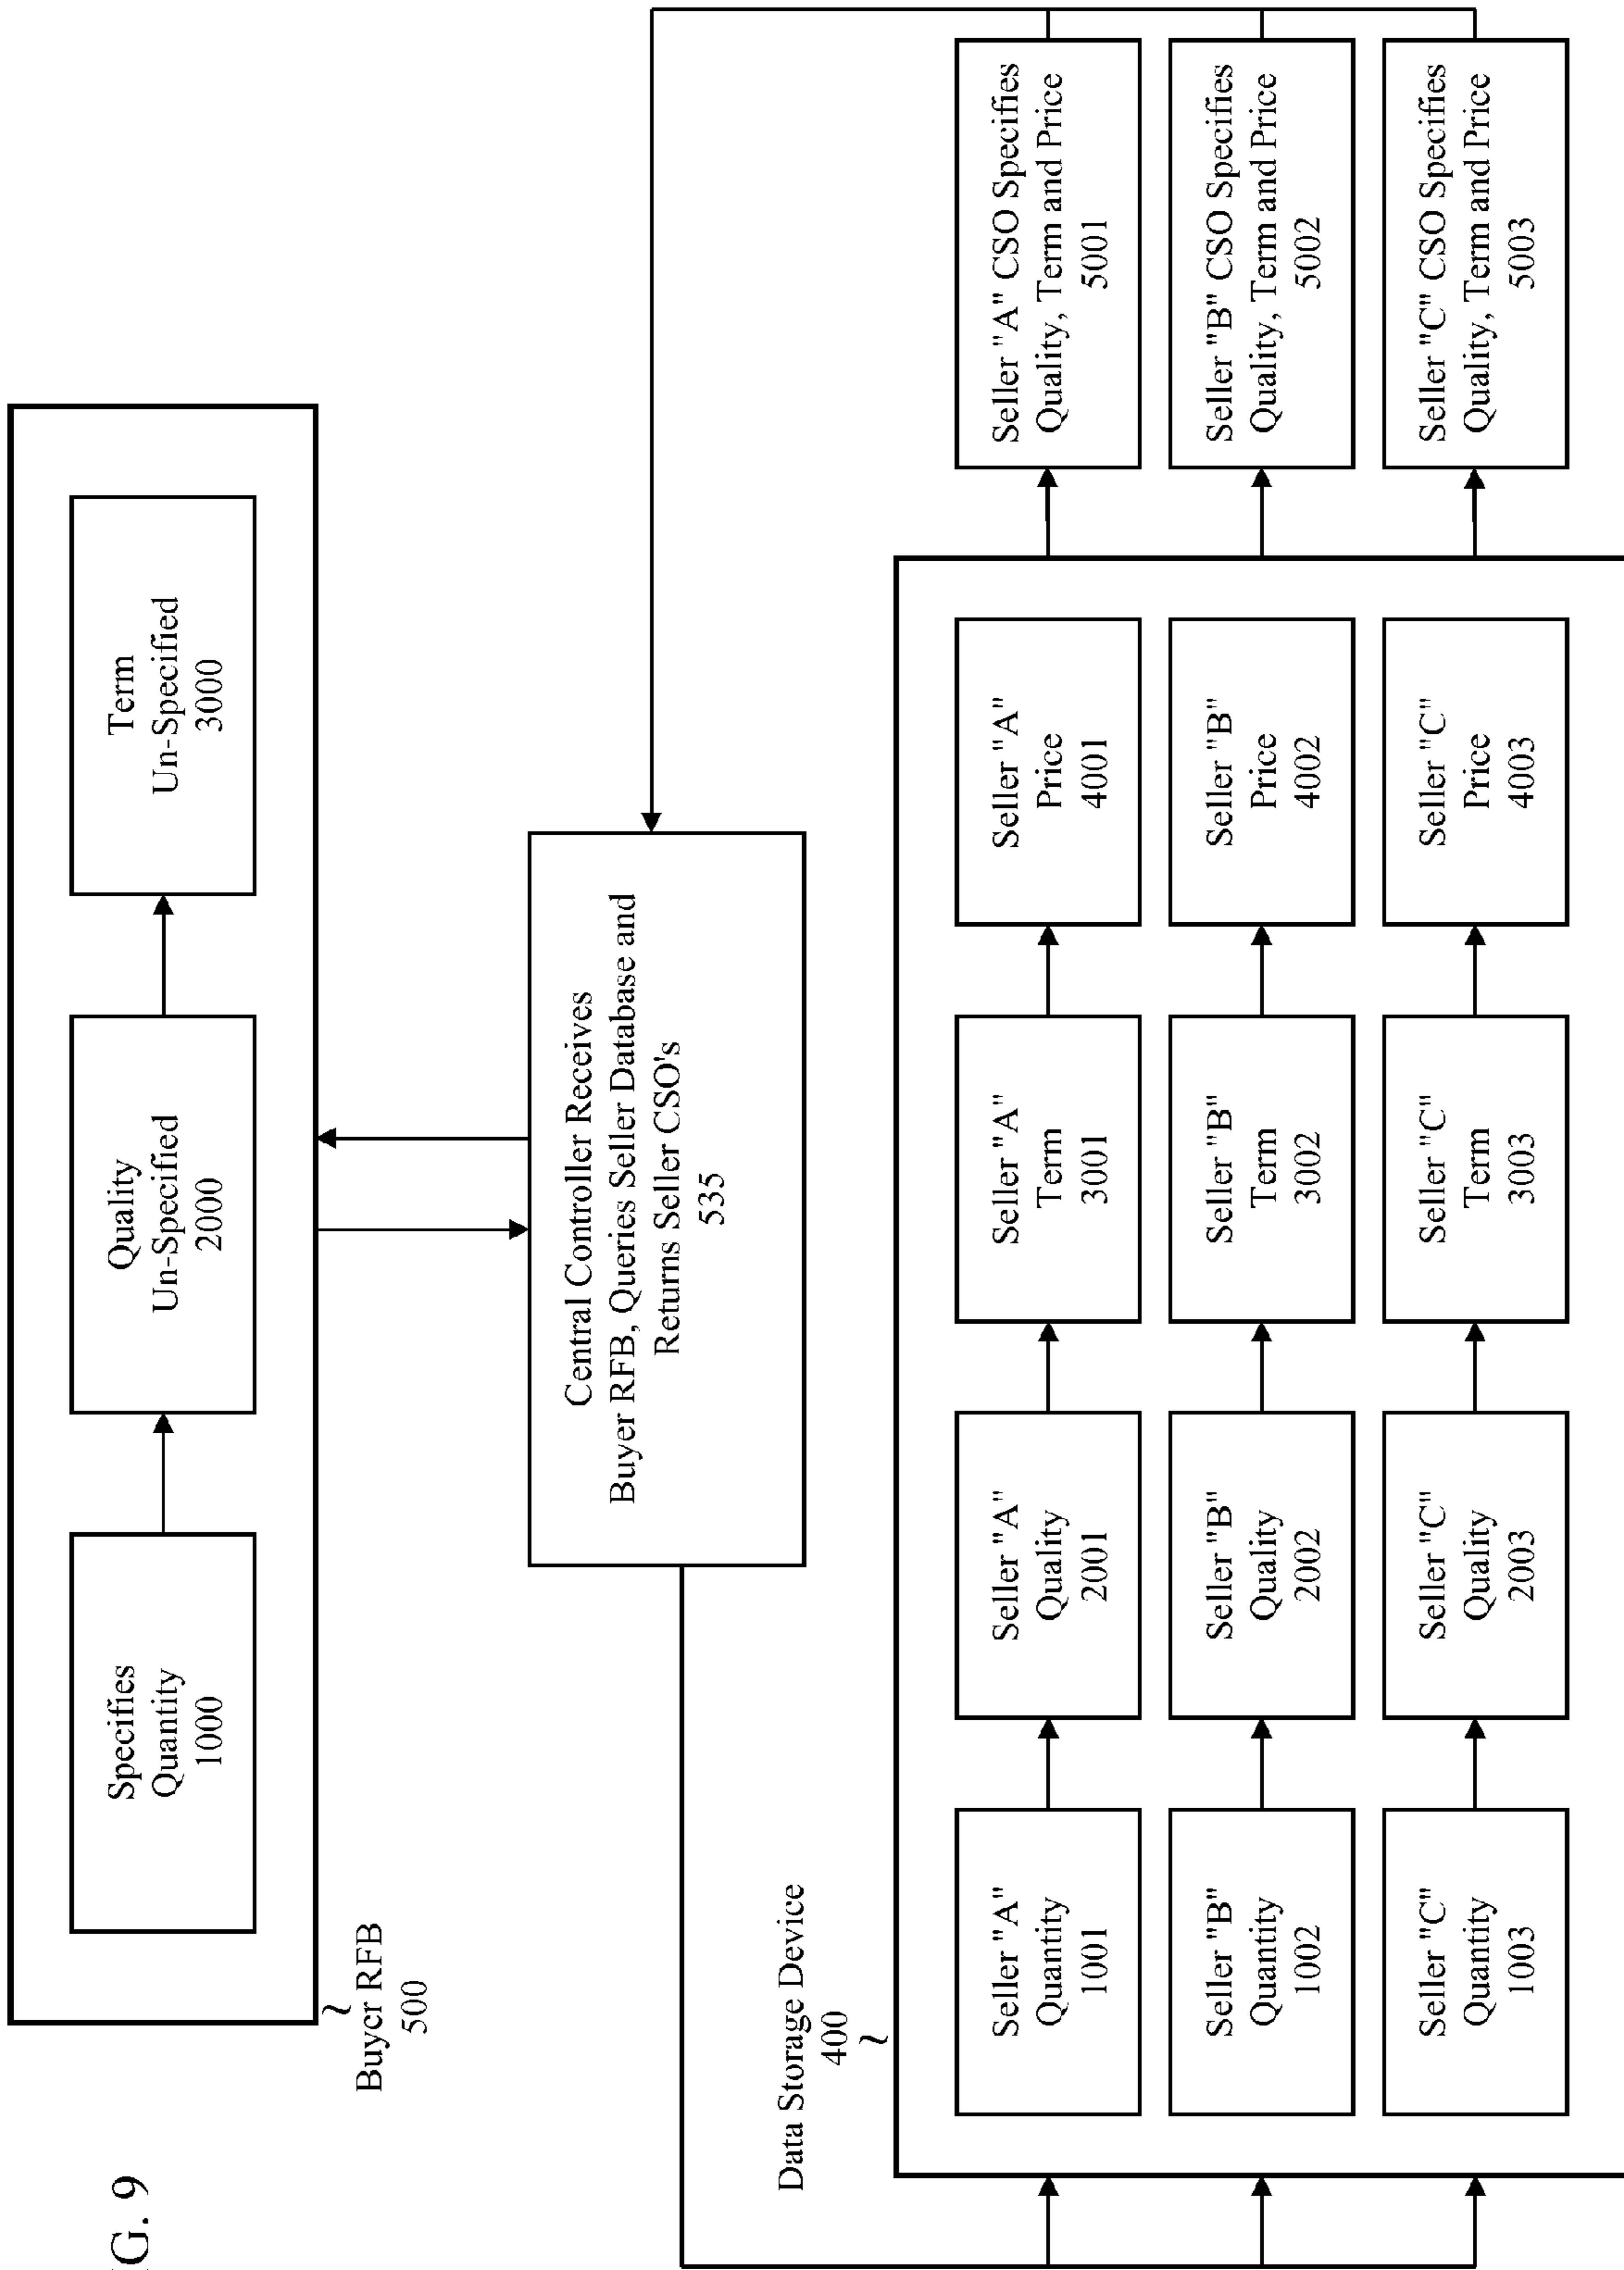 IG. 9
Specifies
Quantity
1000
Quality
Un-Specified
2000
Term
Un-Specified
3000
Buyer RFB
500
Central Controller Receives
Buyer RFB, Queries Seller Database and
Returns Seller CSO's
535
Data Storage Device
400
Seller "A"
Quantity
1001
Seller "A"
Quality
2001
Seller "A"
Term
3001
Seller "A"
Price
4001
Seller "A" CSO Specifies
Quality, Term and Price
5001
Seller "B"
Quantity
1002
Seller "B"
Quality
2002
Seller "B"
Term
3002
Seller "B"
Price
4002
Seller "B" CSO Specifies
Quality, Term and Price
5002
Seller "C"
Quantity
1003
Seller "C"
Quality
2003
Seller "C"
Term
3003
Seller "C"
Price
4003
Seller "C" CSO Specifies
Quality, Term and Price
5003